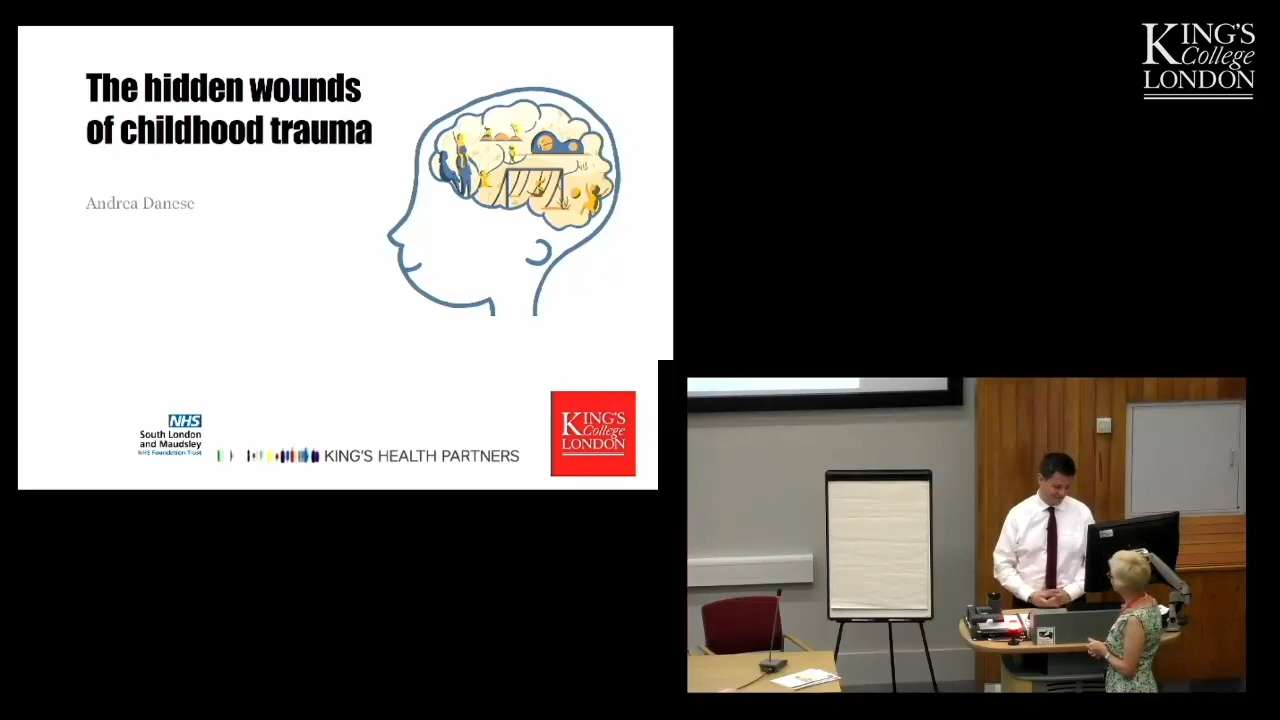 The hidden wounds
of childhood trauma
Andrea Danese
NHS
South London
and Maudsley
NHS Foundation Trust
KING'S HEALTH PARTNERS
KING'S
College
LONDON
KING'S
College
LONDON